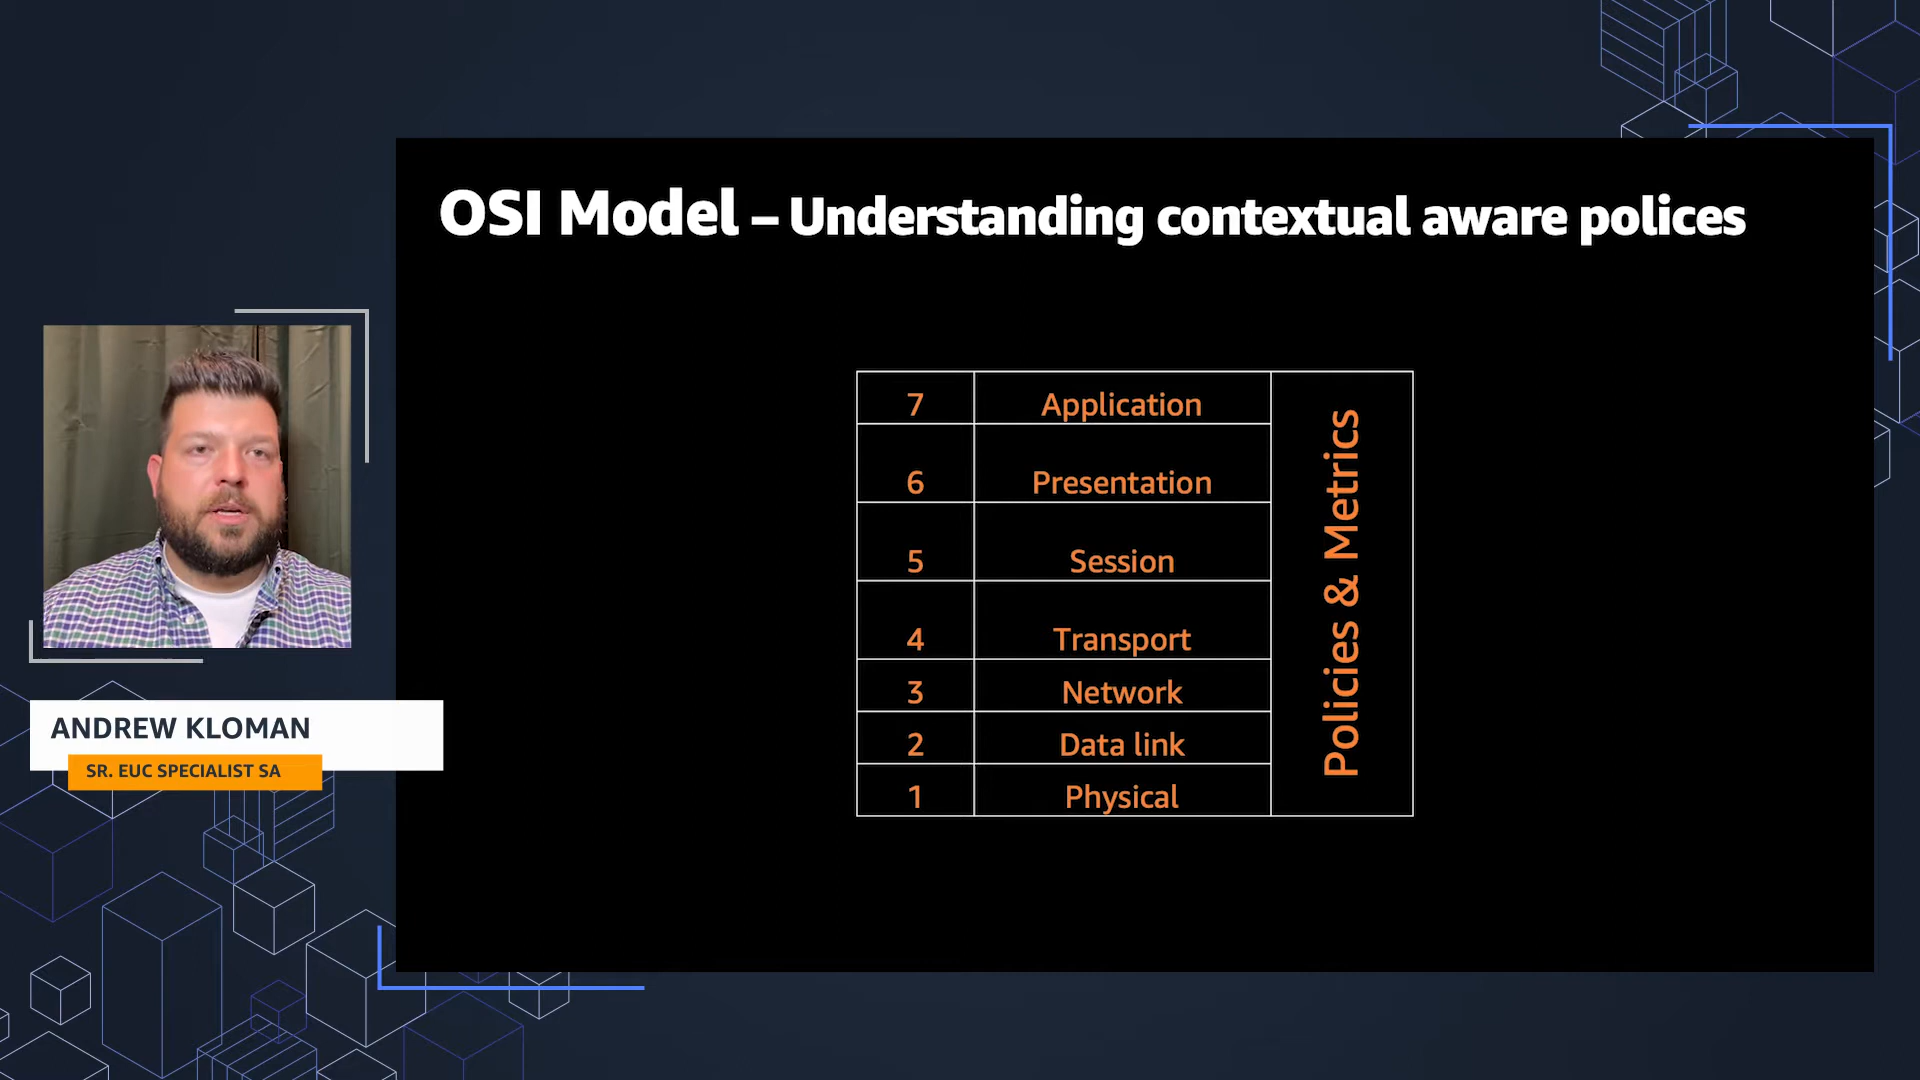 OSI Model – Understanding contextual aware polices
7 Application
6 Presentation
5 Session
4 Transport
3 Network
2 Data link
1 Physical
Policies & Metrics
ANDREW KLOMAN
SR. EUC SPECIALIST SA